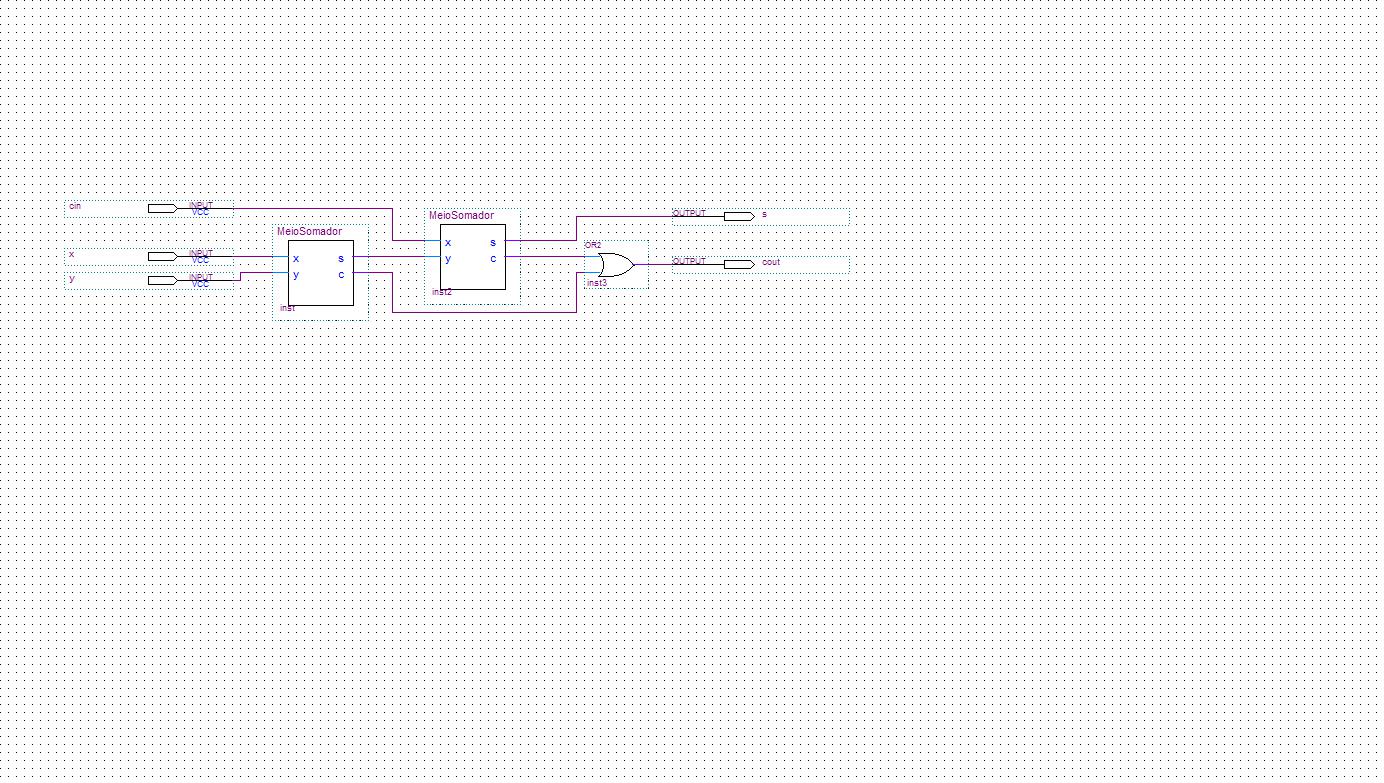 cin
INPUT
VCC
x
INPUT
VCC
y
INPUT
VCC
MeioSomador
x
s
y
c
inst
MeioSomador
x
s
y
c
inst2
OR2
inst3
OUTPUT
s
OUTPUT
cout